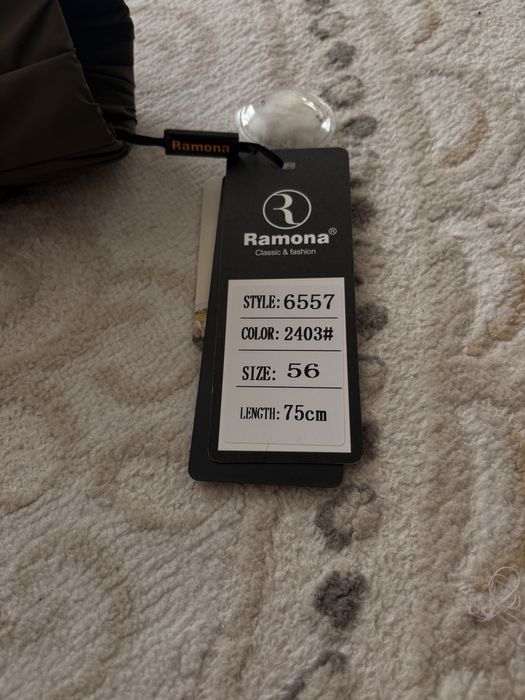 Ramona
R
Ramona®
Classic & fashion
STYLE: 6557
COLOR: 2403#
SIZE: 56
LENGTH: 75cm